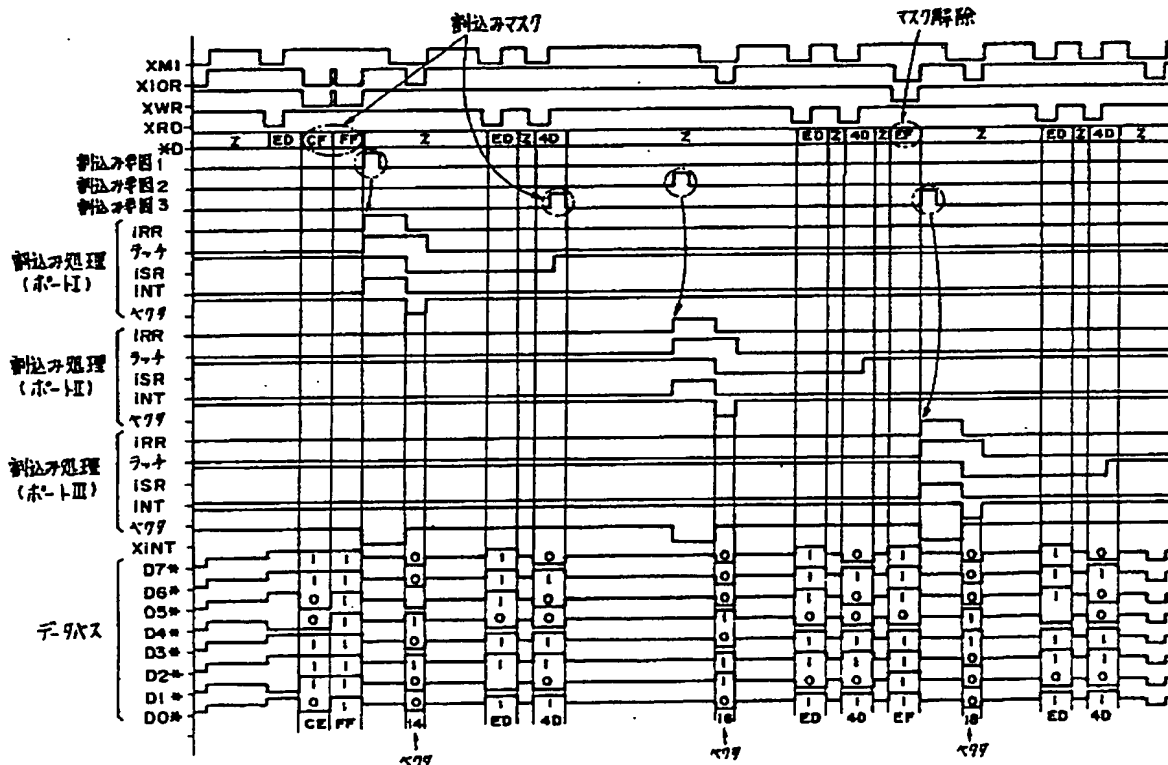 割込みマスク
マスク解除
XM1
XIOR
XWR
XRD
Z ED CF FF Z ED Z 4D Z ED Z 4D Z EF Z ED Z 4D Z
XD
割込み要因1
割込み要因2
割込み要因3
割込み処理
(ポートI)
iRR
ラッチ
iSR
INT
ベクタ
割込み処理
(ポートII)
IRR
ラッチ
iSR
INT
ベクタ
割込み処理
(ポートIII)
iRR
ラッチ
iSR
INT
ベクタ
XiNT
データバス
D7*
D6*
D5*
D4*
D3*
D2*
D1*
D0*
CE FF 14 ED 4D 16 ED 4D EF 18 ED 4D
ベクタ
ベクタ
ベクタ